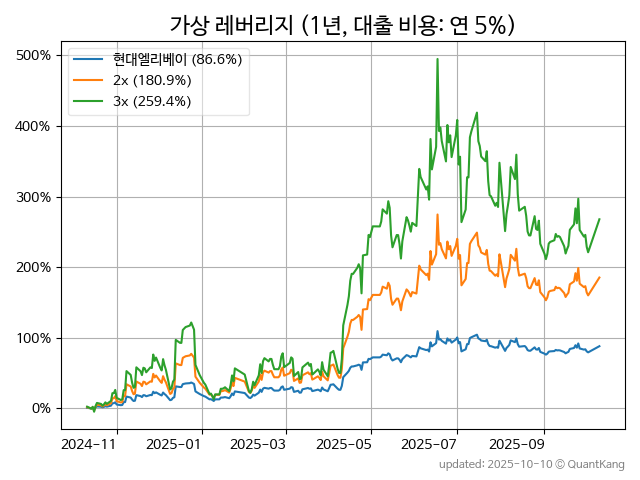 가상 레버리지 (1년, 대출 비용: 연 5%)
현대엘리베이 (86.6%)
2x (180.9%)
3x (259.4%)
500%
400%
300%
200%
100%
0%
2024-11 2025-01 2025-03 2025-05 2025-07 2025-09
updated: 2025-10-10 © QuantKang